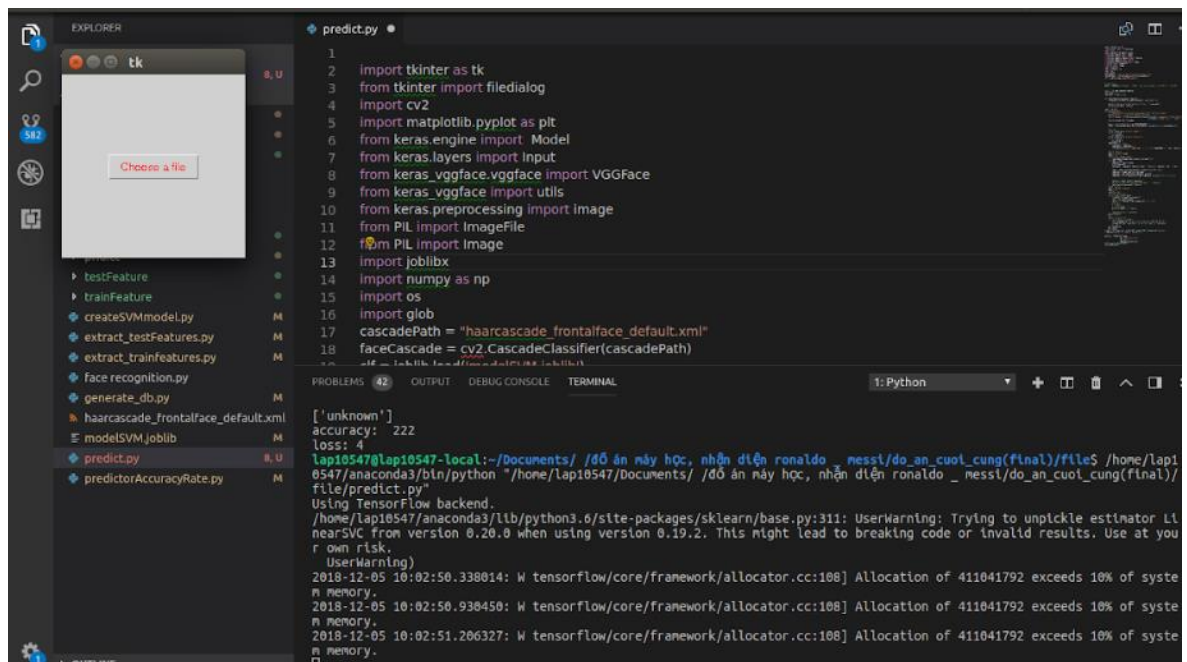 EXPLORER
predict.py
1
tk
8, U
1
2 import tkinter as tk
3 from tkinter import filedialog
4 import cv2
5 import matplotlib.pyplot as plt
6 from keras.engine import Model
7 from keras.layers import Input
8 from keras_vggface.vggface import VGGFace
9 from keras_vggface import utils
10 from keras.preprocessing import image
11 from PIL import ImageFile
12 from PIL import Image
13 import joblibx
14 import numpy as np
15 import os
16 import glob
17 cascadePath = "haarcascade_frontalface_default.xml"
18 faceCascade = cv2.CascadeClassifier(cascadePath)
582
Choose a file
testFeature
trainFeature
createSVMmodel.py M
extract_testFeatures.py M
extract_trainfeatures.py M
face recognition.py
generate_db.py M
haarcascade_frontalface_default.xml
modelSVM.joblib M
predict.py 8, U
predictorAccuracyRate.py M
1
PROBLEMS 42 OUTPUT DEBUG CONSOLE TERMINAL 1: Python
['unknown']
accuracy: 222
loss: 4
lap10547@lap10547-local:~/Documents/ /đồ án máy học, nhận diện ronaldo _ messi/do_an_cuoi_cung(final)/file$ /home/lap1
0547/anaconda3/bin/python "/home/lap10547/Documents/ /đồ án máy học, nhận diện ronaldo _ messi/do_an_cuoi_cung(final)/
file/predict.py"
Using TensorFlow backend.
/home/lap10547/anaconda3/lib/python3.6/site-packages/sklearn/base.py:311: UserWarning: Trying to unpickle estimator Li
nearSVC from version 0.20.0 when using version 0.19.2. This might lead to breaking code or invalid results. Use at you
r own risk.
UserWarning)
2018-12-05 10:02:50.338014: W tensorflow/core/framework/allocator.cc:108] Allocation of 411041792 exceeds 10% of syste
m memory.
2018-12-05 10:02:50.930450: W tensorflow/core/framework/allocator.cc:108] Allocation of 411041792 exceeds 10% of syste
m memory.
2018-12-05 10:02:51.206327: W tensorflow/core/framework/allocator.cc:108] Allocation of 411041792 exceeds 10% of syste
m memory.